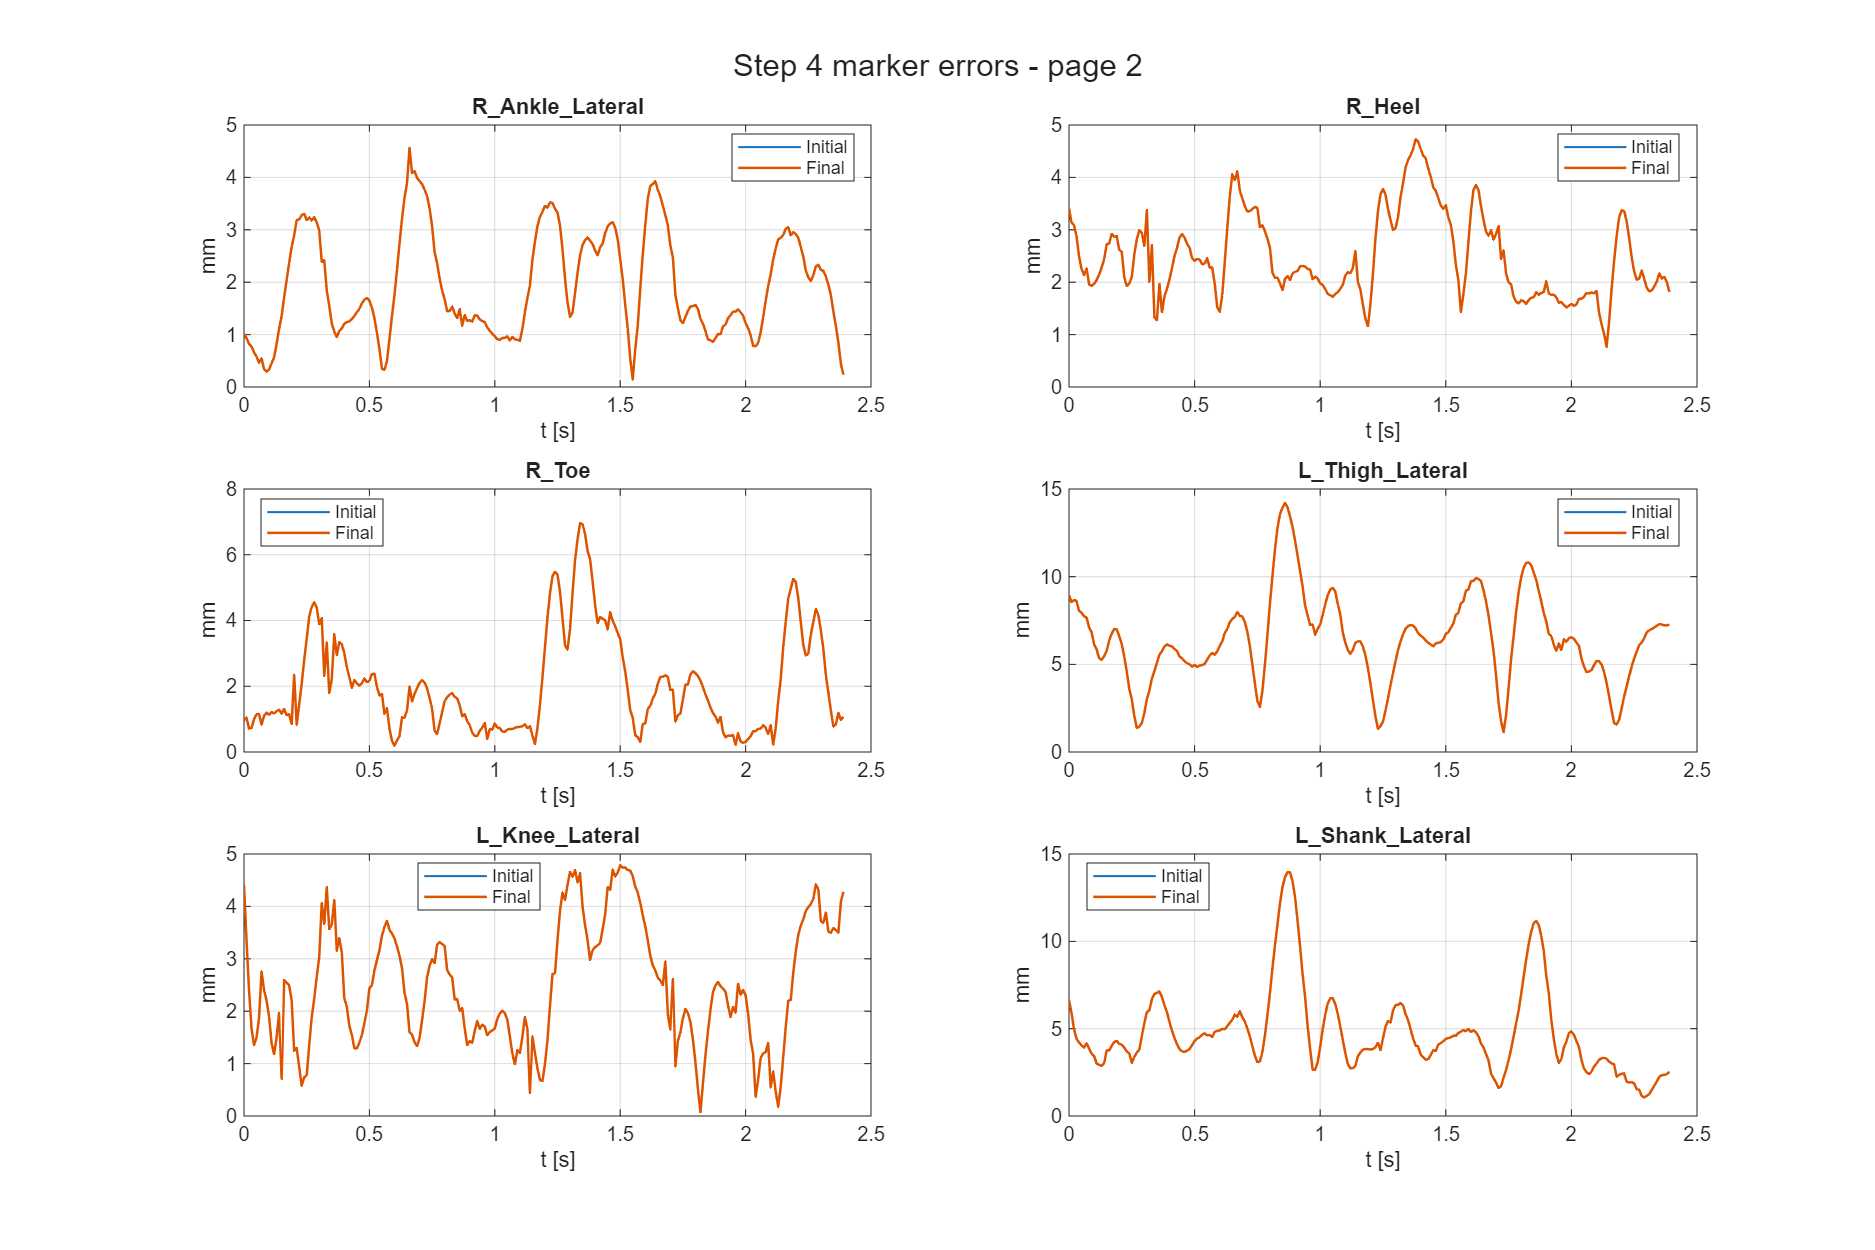 Step 4 marker errors - page 2
R_Ankle_Lateral
5
4
3
2
1
0
mm
Initial
Final
0 0.5 1 1.5 2 2.5
t [s]
R_Heel
5
4
3
2
1
0
mm
Initial
Final
0 0.5 1 1.5 2 2.5
t [s]
R_Toe
8
6
4
2
0
mm
Initial
Final
0 0.5 1 1.5 2 2.5
t [s]
L_Thigh_Lateral
15
10
5
0
mm
Initial
Final
0 0.5 1 1.5 2 2.5
t [s]
L_Knee_Lateral
5
4
3
2
1
0
mm
Initial
Final
0 0.5 1 1.5 2 2.5
t [s]
L_Shank_Lateral
15
10
5
0
mm
Initial
Final
0 0.5 1 1.5 2 2.5
t [s]